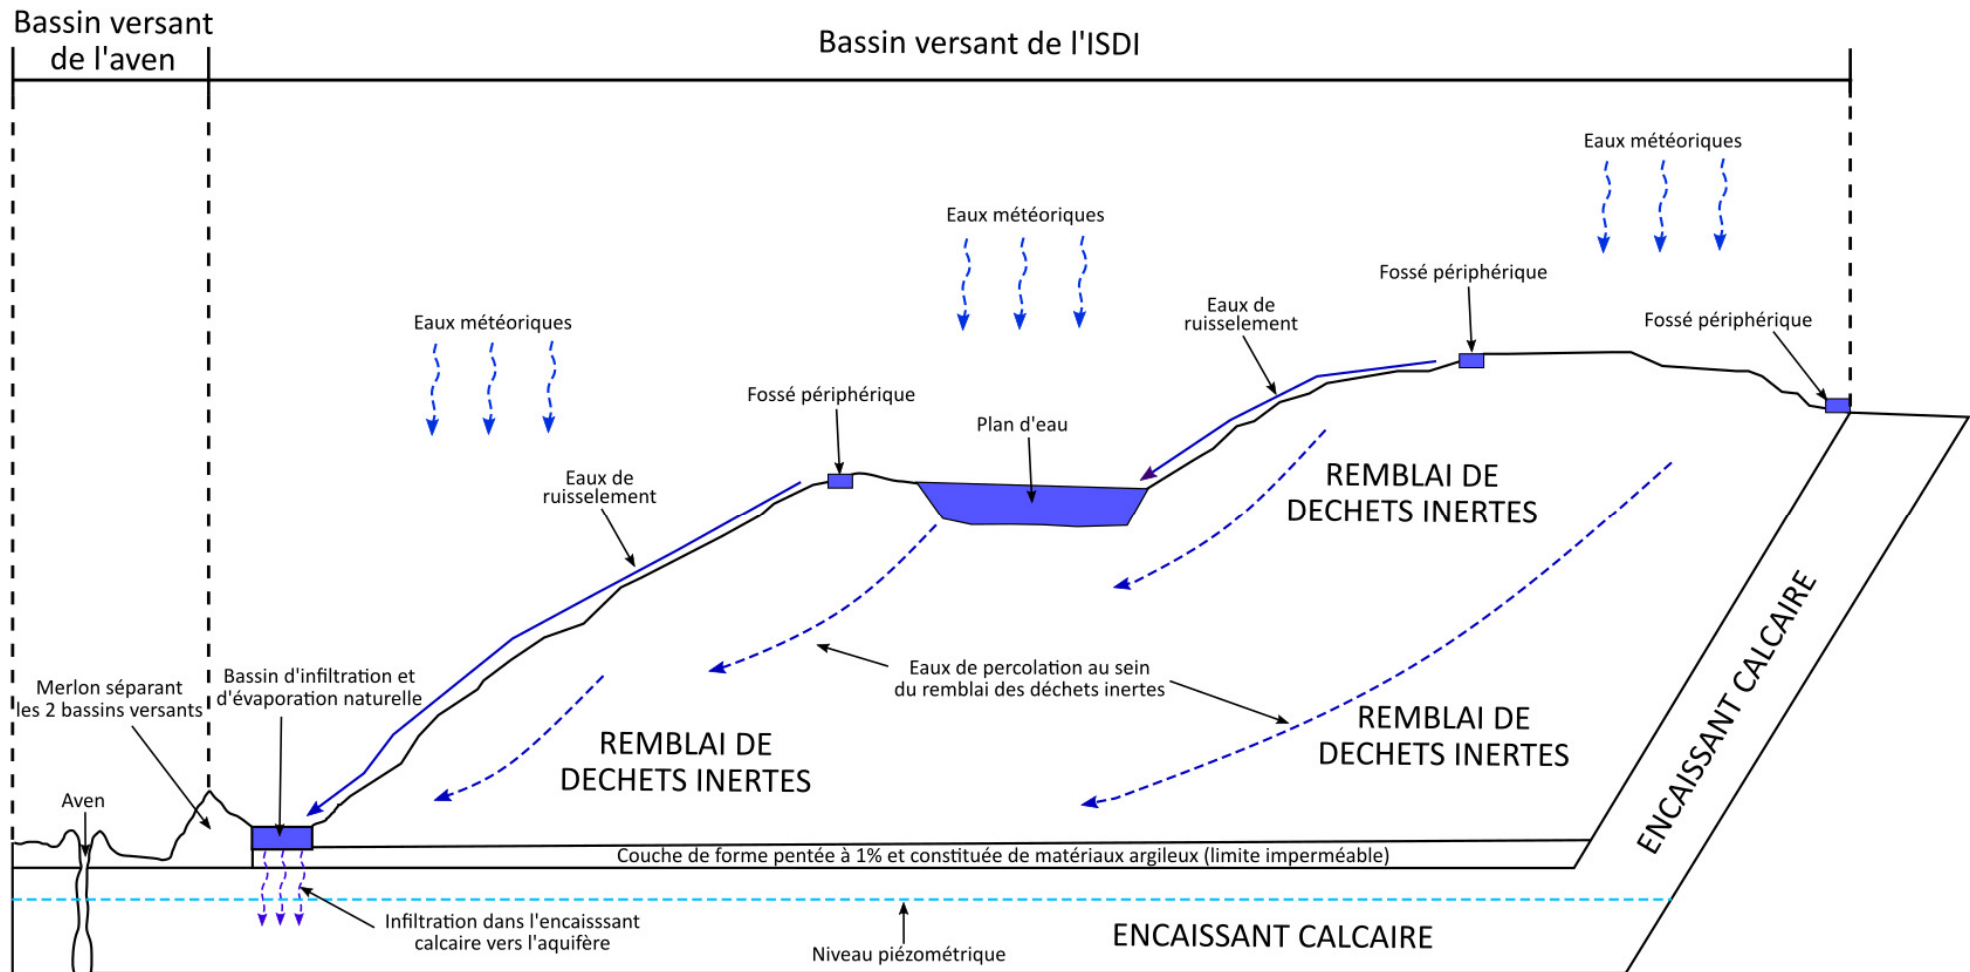 Bassin versant
de l'aven
Bassin versant de l'ISDI
Eaux météoriques
Eaux météoriques
Fossé périphérique
Eaux de
ruisselement
Fossé périphérique
Eaux météoriques
Fossé périphérique
Plan d'eau
Eaux de
ruisselement
REMBLAI DE
DECHETS INERTES
ENCAISSANT CALCAIRE
Eaux de percolation au sein
du remblai des déchets inertes
Bassin d'infiltration et
d'évaporation naturelle
Merlon séparant
les 2 bassins versants
REMBLAI DE
DECHETS INERTES
REMBLAI DE
DECHETS INERTES
Aven
Couche de forme pentée à 1% et constituée de matériaux argileux (limite imperméable)
Infiltration dans l'encaisssant
calcaire vers l'aquifère
Niveau piézométrique
ENCAISSANT CALCAIRE